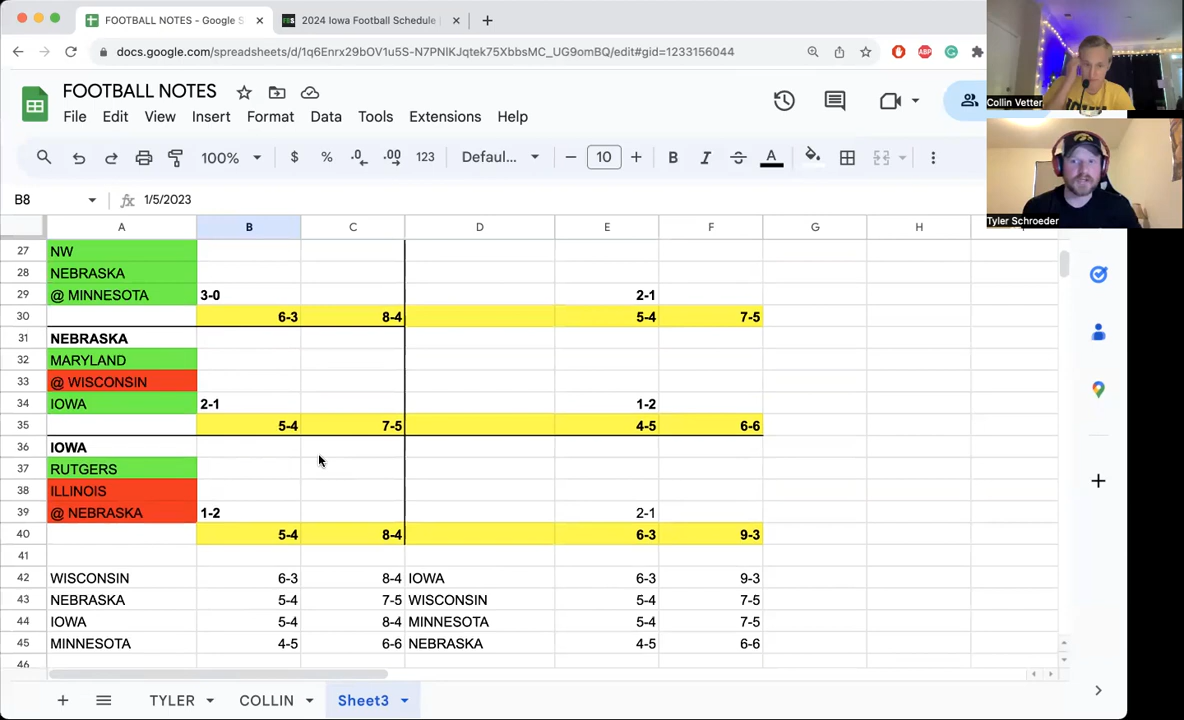 FOOTBALL NOTES - Google S
2024 Iowa Football Schedule
docs.google.com/spreadsheets/d/1q6Enrx29bOV1u5S-N7PNlKJqtek75XbbsMC_UG9omBQ/edit#gid=1233156044
ABP
Collin Vetter
FOOTBALL NOTES
File Edit View Insert Format Data Tools Extensions Help
100% $ % .0 .00 123 Defaul... 10 B I A
Tyler Schroeder
B8 fx 1/5/2023
A B C D E F G H
27 NW
28 NEBRASKA
29 @ MINNESOTA 3-0 2-1
30 6-3 8-4 5-4 7-5
31 NEBRASKA
32 MARYLAND
33 @ WISCONSIN
34 IOWA 2-1 1-2
35 5-4 7-5 4-5 6-6
36 IOWA
37 RUTGERS
38 ILLINOIS
39 @ NEBRASKA 1-2 2-1
40 5-4 8-4 6-3 9-3
41
42 WISCONSIN 6-3 8-4 IOWA 6-3 9-3
43 NEBRASKA 5-4 7-5 WISCONSIN 5-4 7-5
44 IOWA 5-4 8-4 MINNESOTA 5-4 7-5
45 MINNESOTA 4-5 6-6 NEBRASKA 4-5 6-6
46
TYLER COLLIN Sheet3